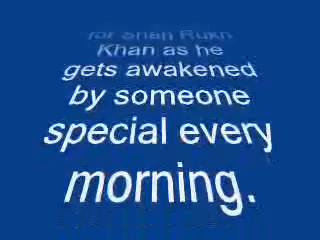 for Shah Rukh
Khan as he
gets awakened
by someone
special every
morning.